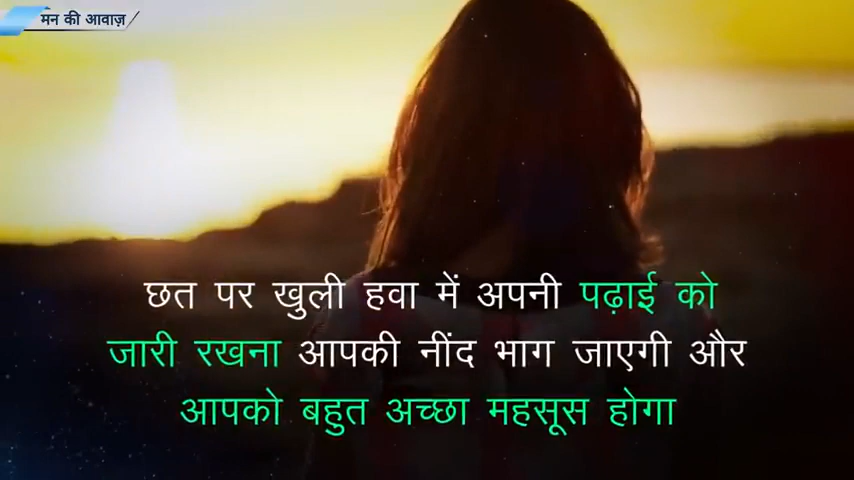 मन की आवाज़
छत पर खुली हवा में अपनी पढ़ाई को
जारी रखना आपकी नींद भाग जाएगी और
आपको बहुत अच्छा महसूस होगा